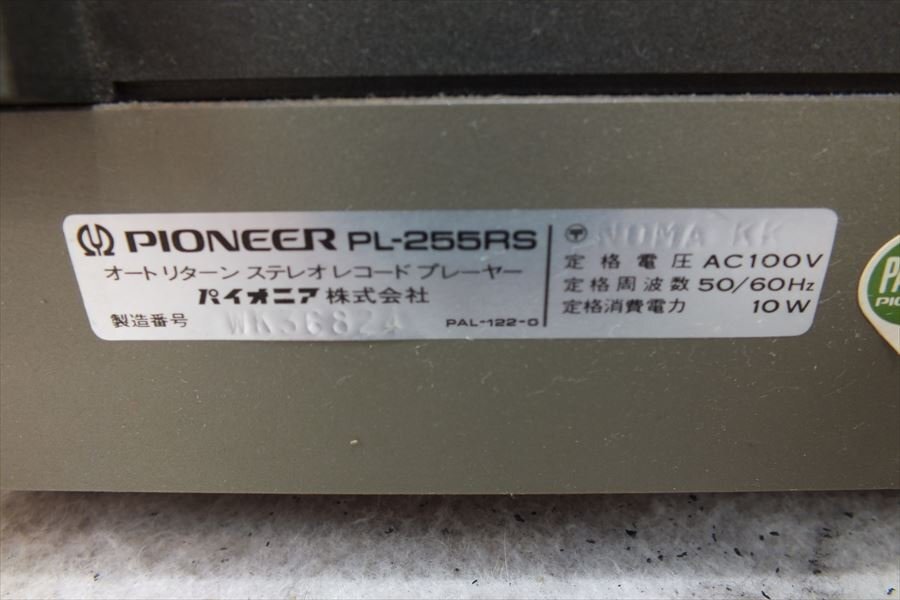 PIONEER PL-255RS
オートリターン ステレオレコード プレーヤー
パイオニア株式会社
製造番号 WK3682A PAL-122-0
〒 NOMA KK
定格電圧 AC100V
定格周波数 50/60Hz
定格消費電力 10W